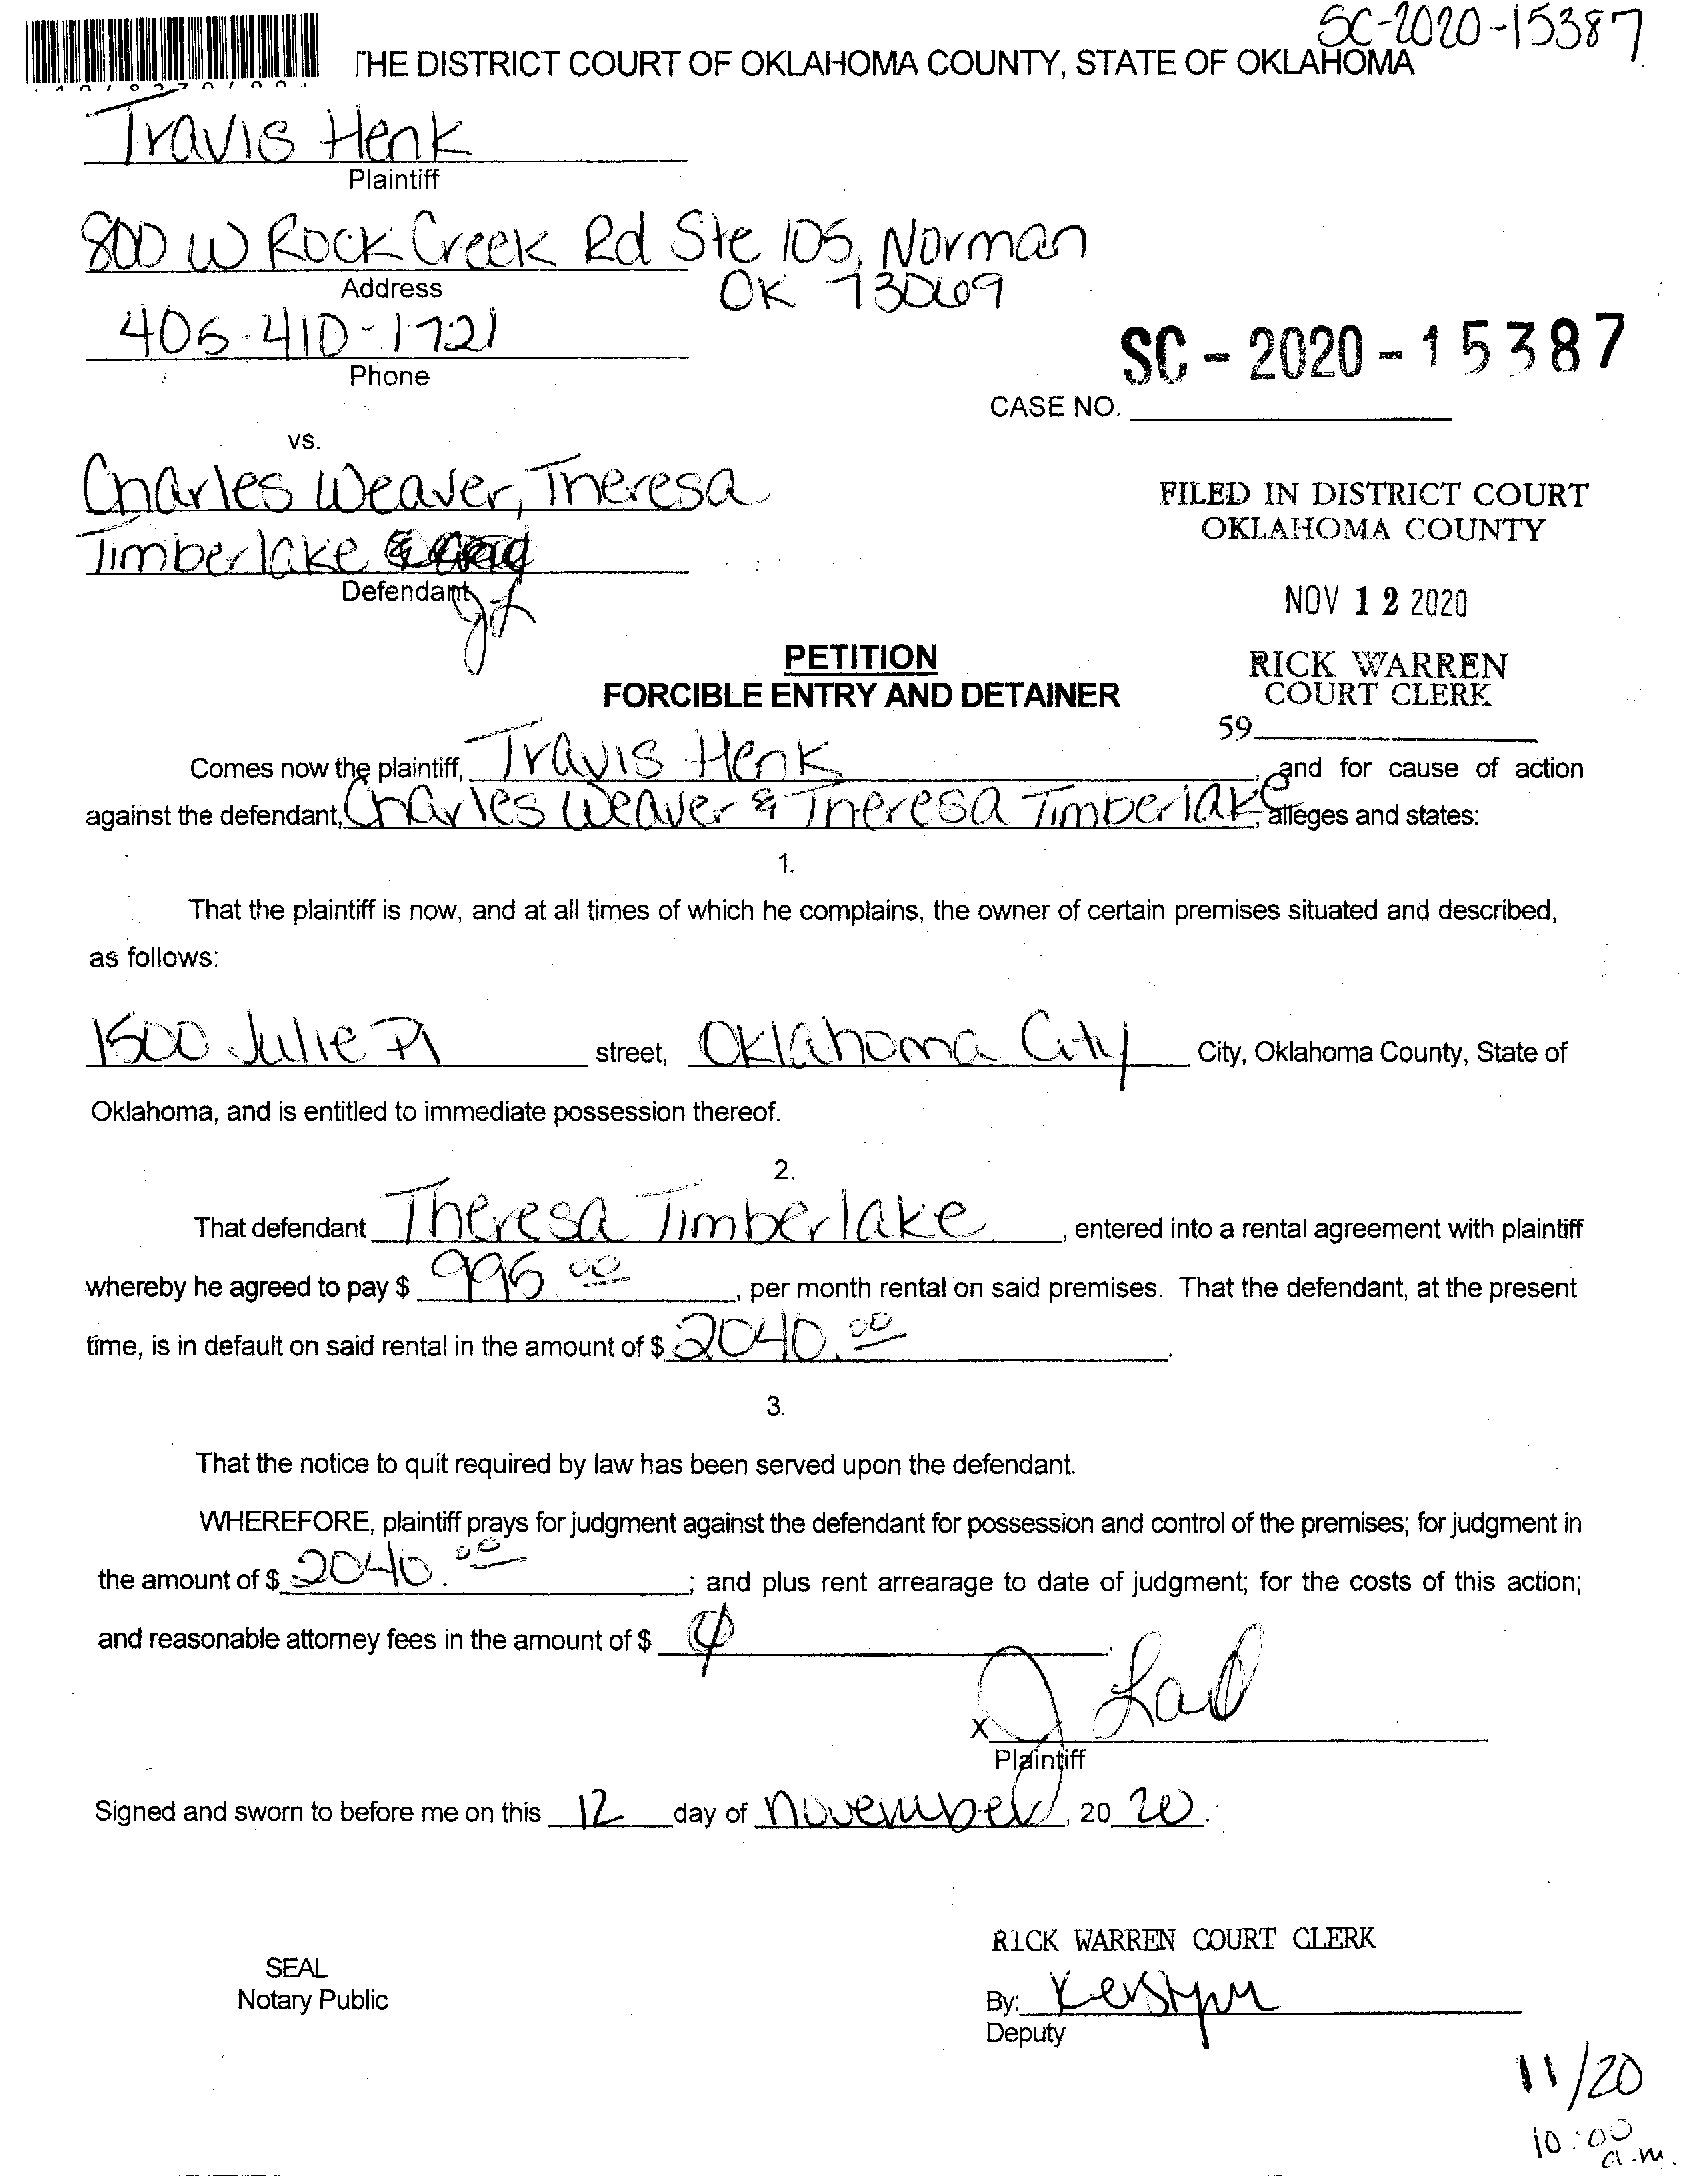 SC-2020-15387
THE DISTRICT COURT OF OKLAHOMA COUNTY, STATE OF OKLAHOMA
Travis Henk
Plaintiff
800 W Rock Creek Rd Ste 105, Norman
OK 73069
Address
405-410-1721
Phone
SC-2020-15387
CASE NO.
vs.
Charles Weaver, Theresa
Timberlake &
Defendant
JL
FILED IN DISTRICT COURT
OKLAHOMA COUNTY
NOV 12 2020
RICK WARREN
COURT CLERK
59
PETITION
FORCIBLE ENTRY AND DETAINER
Comes now the plaintiff, Travis Henk, and for cause of action
against the defendant, Charles Weaver & Theresa Timberlake, alleges and states:
1.
That the plaintiff is now, and at all times of which he complains, the owner of certain premises situated and described,
as follows:
1500 Julie Pl street, Oklahoma City City, Oklahoma County, State of
Oklahoma, and is entitled to immediate possession thereof.
2.
That defendant Theresa Timberlake, entered into a rental agreement with plaintiff
whereby he agreed to pay $ 995.00, per month rental on said premises. That the defendant, at the present
time, is in default on said rental in the amount of $ 2040.00.
3.
That the notice to quit required by law has been served upon the defendant.
WHEREFORE, plaintiff prays for judgment against the defendant for possession and control of the premises; for judgment in
the amount of $ 2040.00; and plus rent arrearage to date of judgment; for the costs of this action;
and reasonable attorney fees in the amount of $
x
Plaintiff
Signed and sworn to before me on this 12 day of November, 20 20.
RICK WARREN COURT CLERK
SEAL
Notary Public
By:
Deputy
11/20
10:00
a.m.